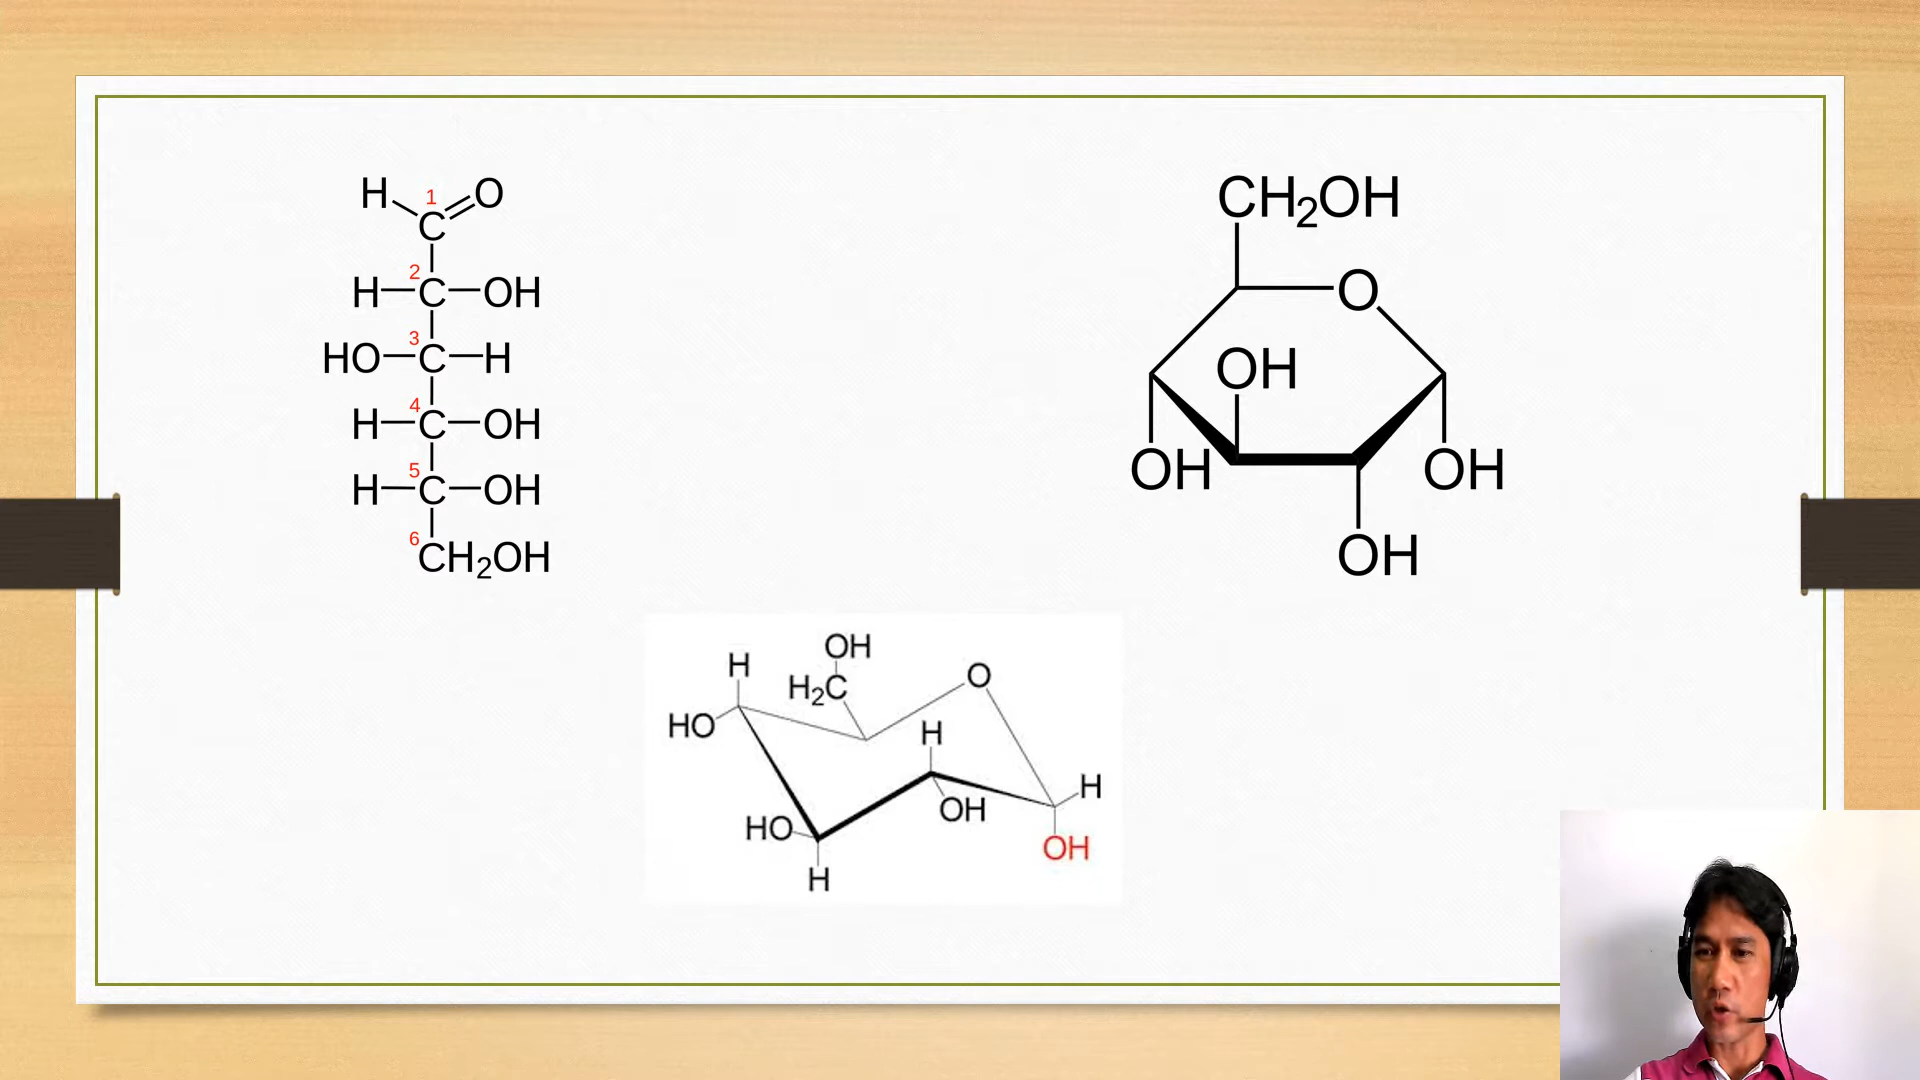 H 1 O
C
2
H C OH
3
HO C H
4
H C OH
5
H C OH
6
CH2OH
CH2OH
O
OH
OH OH
OH
OH
H H2C O
HO H
H
HO OH
OH
H